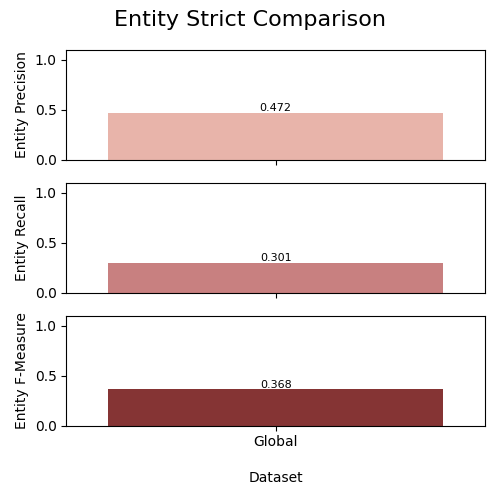 Entity Strict Comparison
Entity Precision
1.0
0.5
0.0
0.472
Entity Recall
1.0
0.5
0.0
0.301
Entity F-Measure
1.0
0.5
0.0
0.368
Global
Dataset